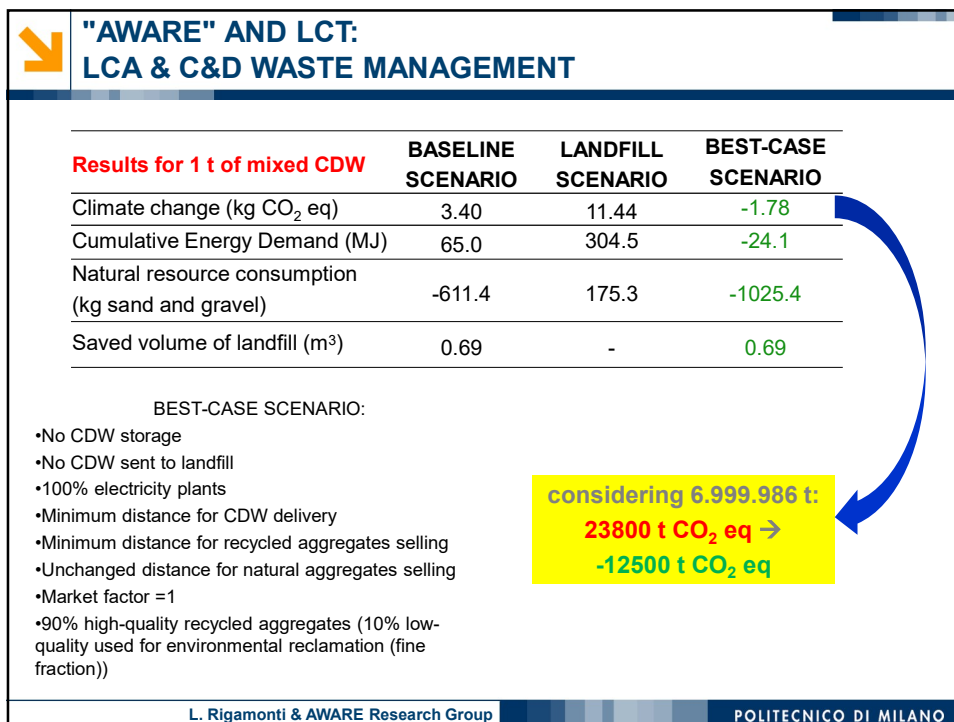 "AWARE" AND LCT:
LCA & C&D WASTE MANAGEMENT
Results for 1 t of mixed CDW BASELINE SCENARIO LANDFILL SCENARIO BEST-CASE SCENARIO
Climate change (kg CO₂ eq) 3.40 11.44 -1.78
Cumulative Energy Demand (MJ) 65.0 304.5 -24.1
Natural resource consumption
(kg sand and gravel) -611.4 175.3 -1025.4
Saved volume of landfill (m³) 0.69 - 0.69
BEST-CASE SCENARIO:
•No CDW storage
•No CDW sent to landfill
•100% electricity plants
•Minimum distance for CDW delivery
•Minimum distance for recycled aggregates selling
•Unchanged distance for natural aggregates selling
•Market factor =1
•90% high-quality recycled aggregates (10% low-
quality used for environmental reclamation (fine
fraction))
considering 6.999.986 t:
23800 t CO₂ eq →
-12500 t CO₂ eq
L. Rigamonti & AWARE Research Group
POLITECNICO DI MILANO